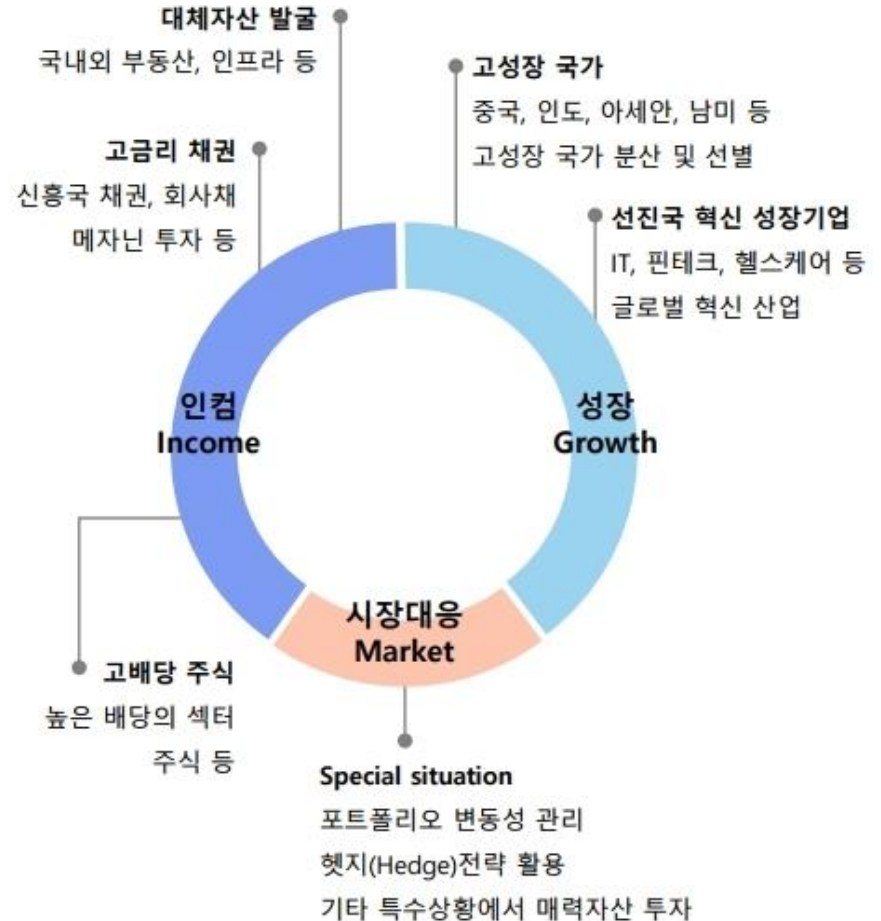 대체자산 발굴
국내외 부동산, 인프라 등
고성장 국가
중국, 인도, 아세안, 남미 등
고성장 국가 분산 및 선별
고금리 채권
신흥국 채권, 회사채
메자닌 투자 등
선진국 혁신 성장기업
IT, 핀테크, 헬스케어 등
글로벌 혁신 산업
인컴
Income
성장
Growth
시장대응
Market
고배당 주식
높은 배당의 섹터
주식 등
Special situation
포트폴리오 변동성 관리
헷지(Hedge)전략 활용
기타 특수상황에서 매력자산 투자